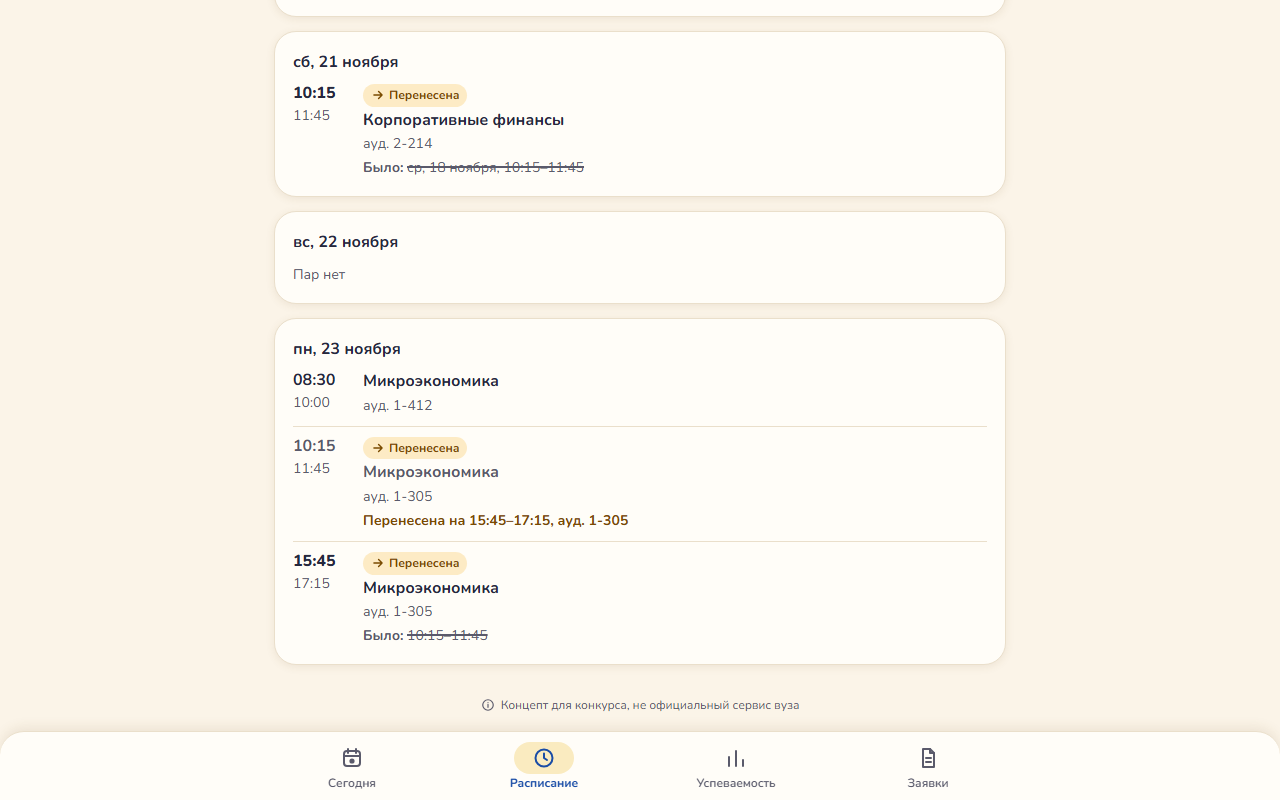 сб, 21 ноября
10:15
11:45
Перенесена
Корпоративные финансы
ауд. 2-214
Было: ср, 18 ноября, 10:15–11:45
вс, 22 ноября
Пар нет
пн, 23 ноября
08:30
10:00
Микроэкономика
ауд. 1-412
10:15
11:45
Перенесена
Микроэкономика
ауд. 1-305
Перенесена на 15:45–17:15, ауд. 1-305
15:45
17:15
Перенесена
Микроэкономика
ауд. 1-305
Было: 10:15–11:45
Концепт для конкурса, не официальный сервис вуза
Сегодня
Расписание
Успеваемость
Заявки